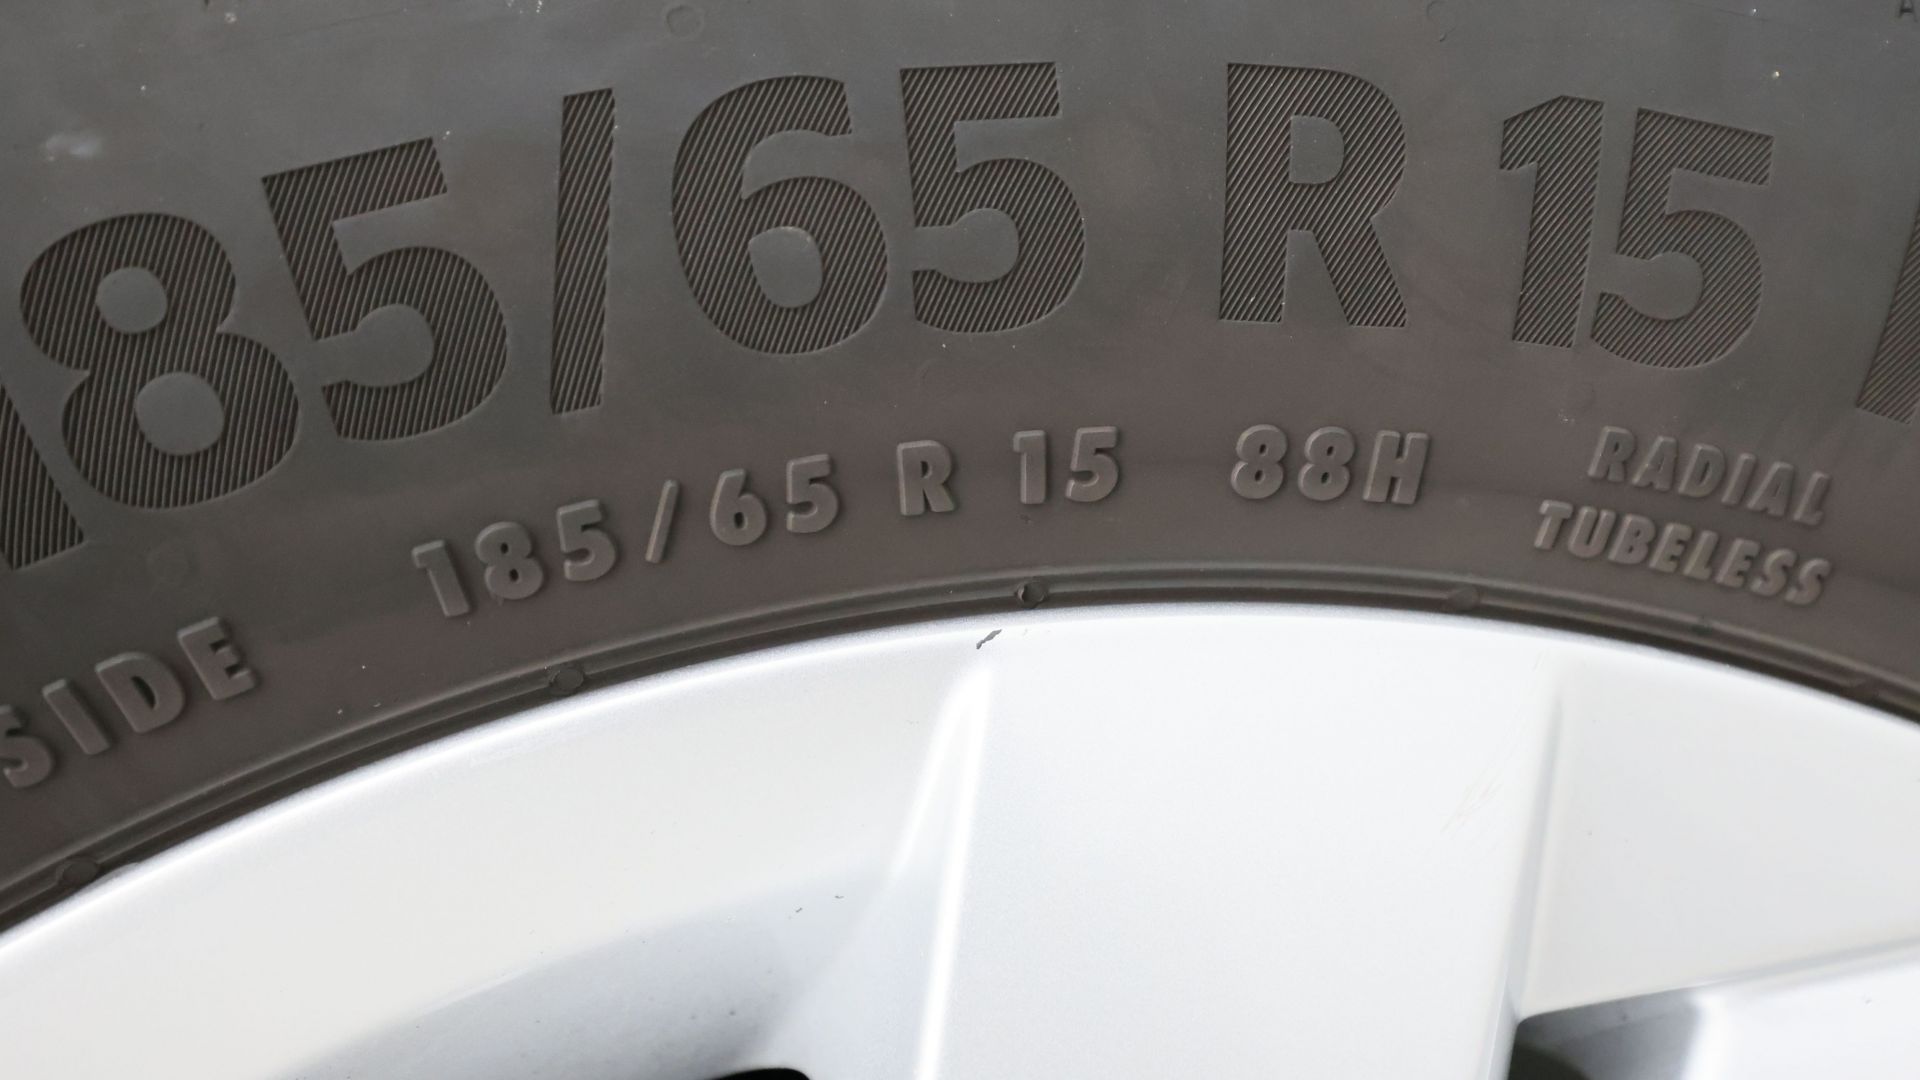 185/65 R 15
SIDE 185/65 R 15 88H RADIAL
TUBELESS